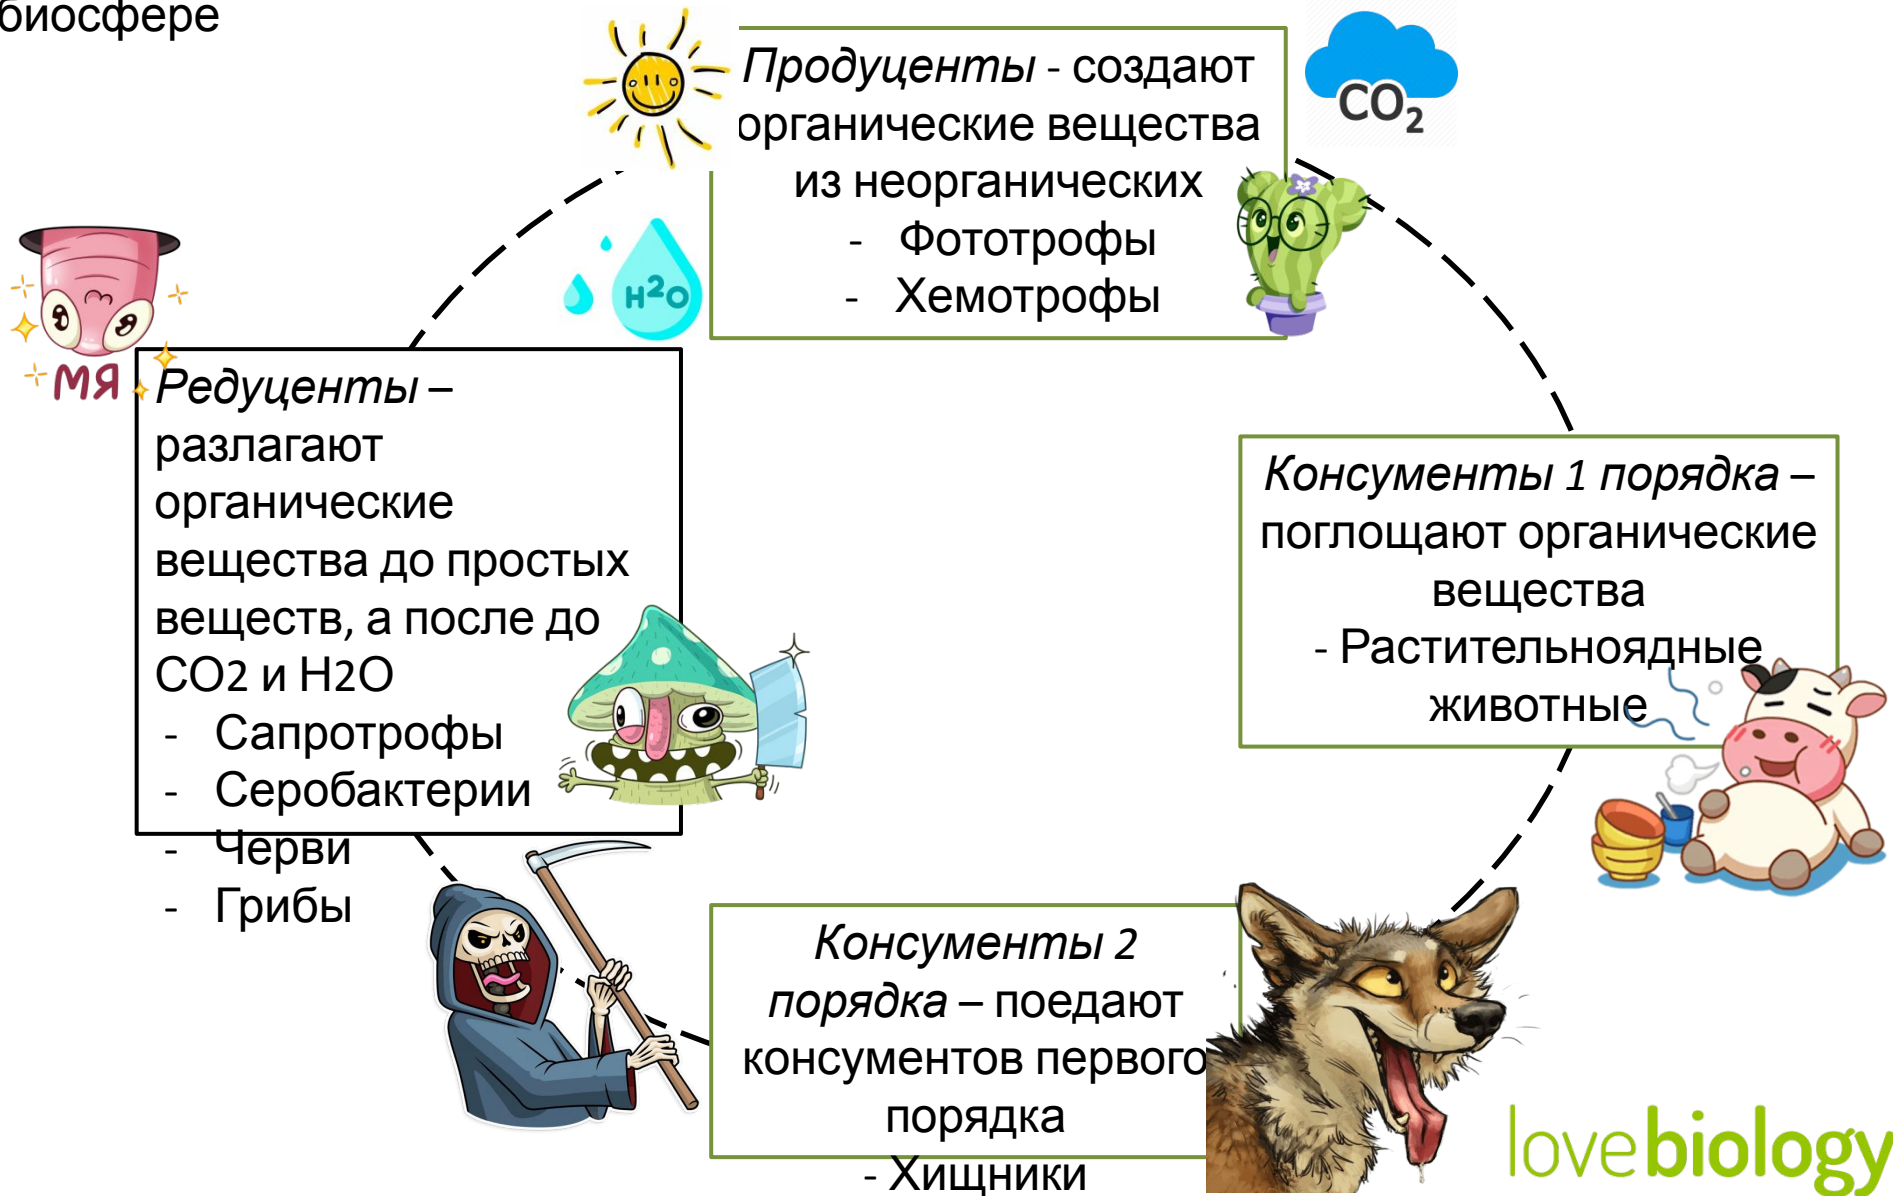 биосфере
Продуценты - создают
органические вещества
из неорганических
- Фототрофы
- Хемотрофы
CO2
H2O
МЯ
Редуценты –
разлагают
органические
вещества до простых
веществ, а после до
СО2 и Н2О
- Сапротрофы
- Серобактерии
- Черви
- Грибы
Консументы 1 порядка –
поглощают органические
вещества
- Растительноядные
животные
Консументы 2
порядка – поедают
консументов первого
порядка
- Хищники
lovebiology